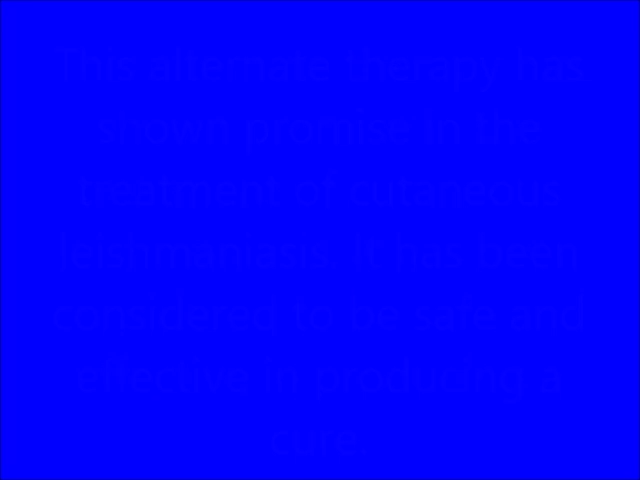 This alternate therapy has
shown promise in the
treatment of cutaneous
leishmaniasis. It has been
considered to be safe and
effective in producing a
cure.